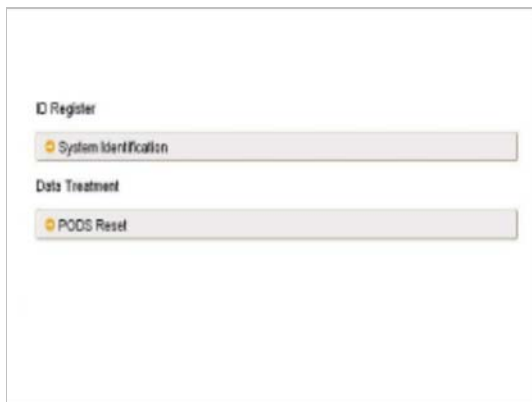 ID Register
System Identification
Data Treatment
PODS Reset